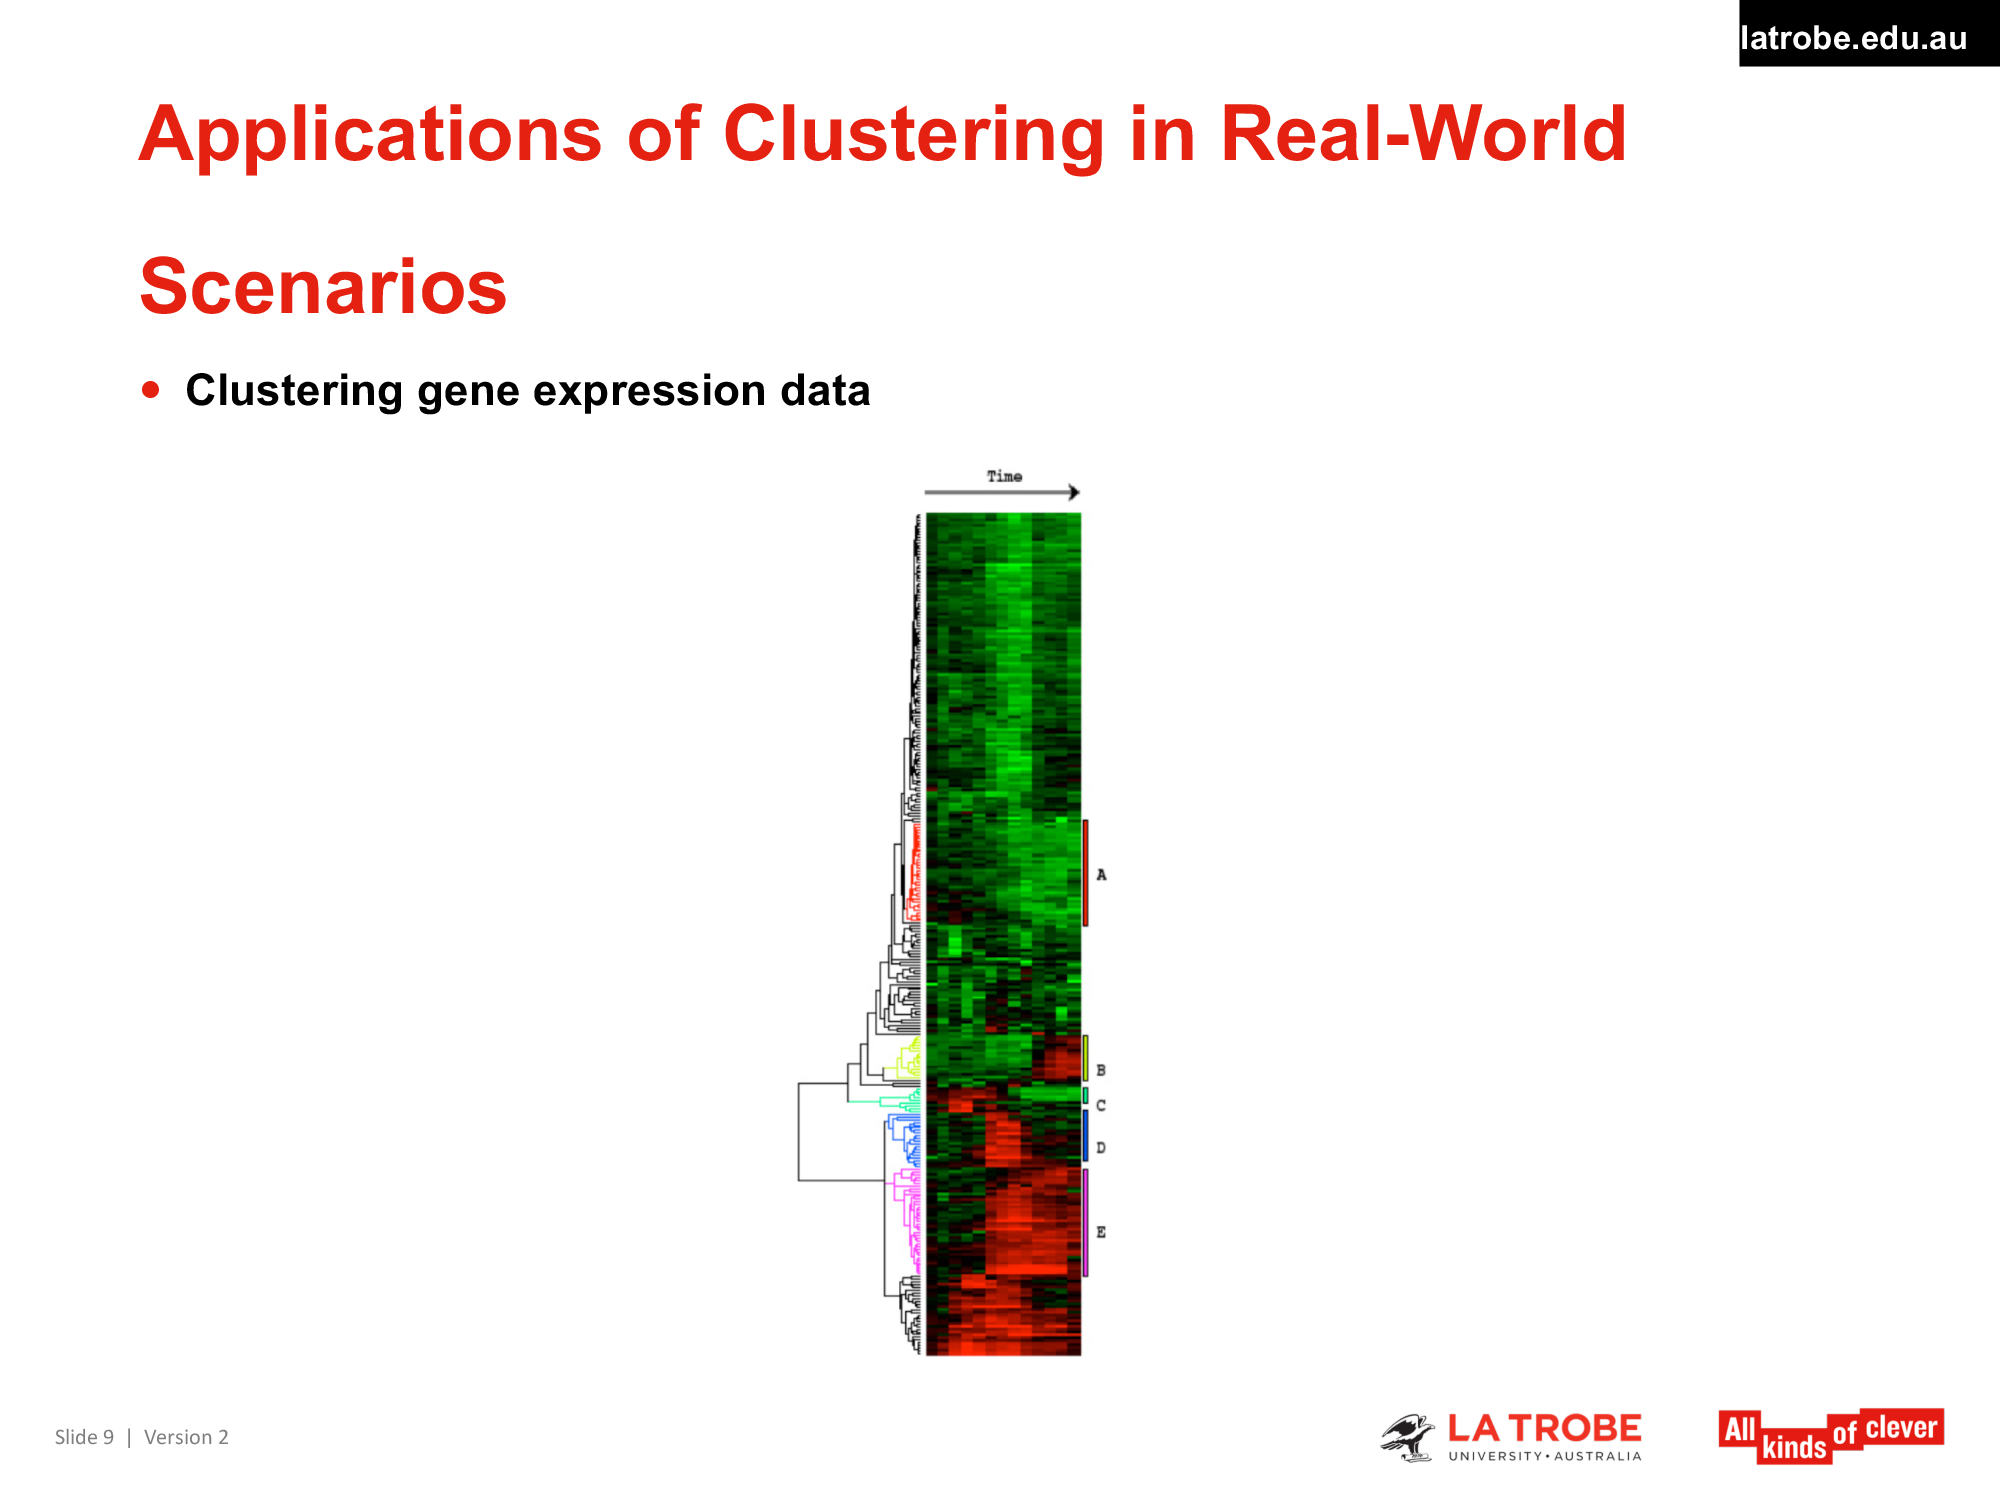 latrobe.edu.au
Applications of Clustering in Real-World
Scenarios
• Clustering gene expression data
Time
A
B
C
D
E
Slide 9 | Version 2
LA TROBE
UNIVERSITY • AUSTRALIA
All kinds of clever